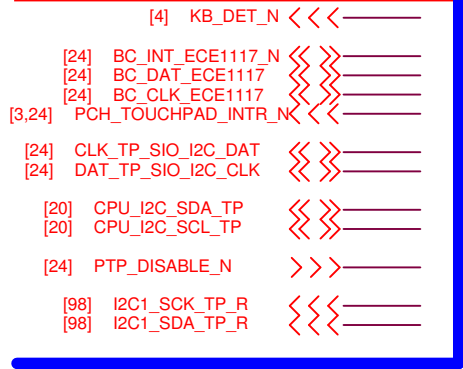 [4] KB_DET_N
[24] BC_INT_ECE1117_N
[24] BC_DAT_ECE1117
[24] BC_CLK_ECE1117
[3,24] PCH_TOUCHPAD_INTR_N
[24] CLK_TP_SIO_I2C_DAT
[24] DAT_TP_SIO_I2C_CLK
[20] CPU_I2C_SDA_TP
[20] CPU_I2C_SCL_TP
[24] PTP_DISABLE_N
[98] I2C1_SCK_TP_R
[98] I2C1_SDA_TP_R